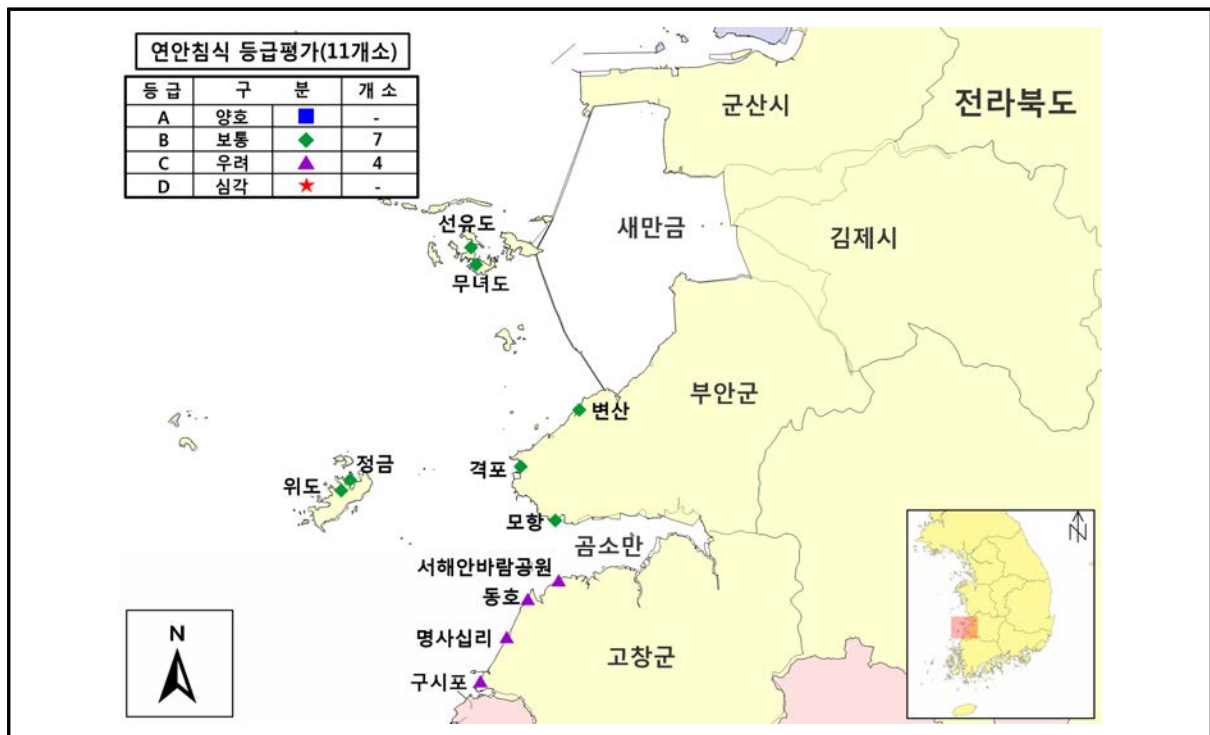 연안침식 등급평가(11개소)
등 급 구 분 개 소
A 양호 -
B 보통 7
C 우려 4
D 심각 -
전라북도
군산시
선유도
새만금
김제시
무녀도
부안군
변산
격포
정금
위도
모항
곰소만
서해안바람공원
동호
명사십리
고창군
구시포
N
N